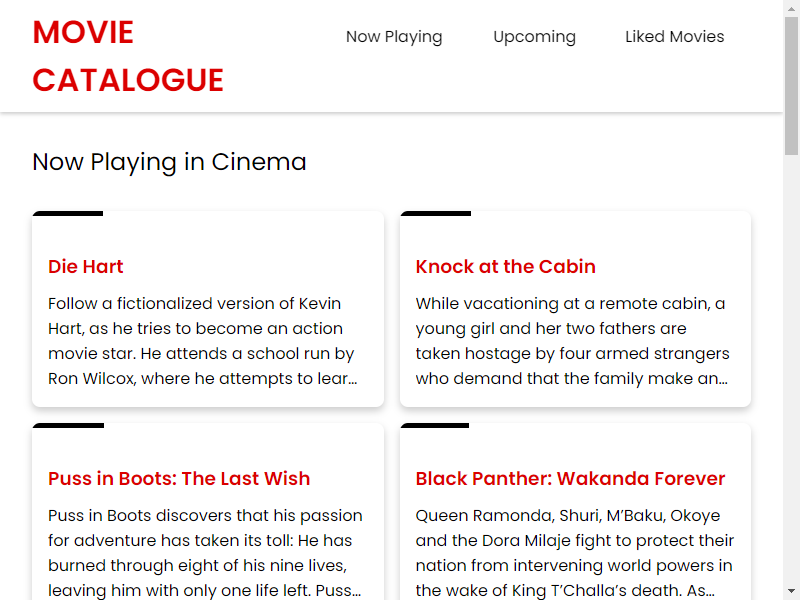 MOVIE
CATALOGUE
Now Playing
Upcoming
Liked Movies
Now Playing in Cinema
Die Hart
Follow a fictionalized version of Kevin
Hart, as he tries to become an action
movie star. He attends a school run by
Ron Wilcox, where he attempts to lear...
Knock at the Cabin
While vacationing at a remote cabin, a
young girl and her two fathers are
taken hostage by four armed strangers
who demand that the family make an...
Puss in Boots: The Last Wish
Puss in Boots discovers that his passion
for adventure has taken its toll: He has
burned through eight of his nine lives,
leaving him with only one life left. Puss...
Black Panther: Wakanda Forever
Queen Ramonda, Shuri, M’Baku, Okoye
and the Dora Milaje fight to protect their
nation from intervening world powers in
the wake of King T’Challa’s death. As...